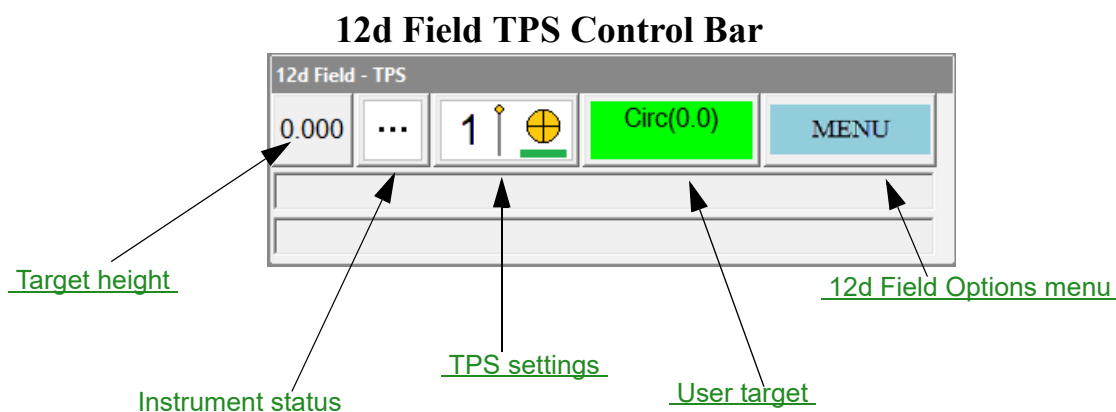 12d Field TPS Control Bar
12d Field - TPS
0.000 ... 1 Circ(0.0) MENU
Target height
12d Field Options menu
TPS settings
User target
Instrument status